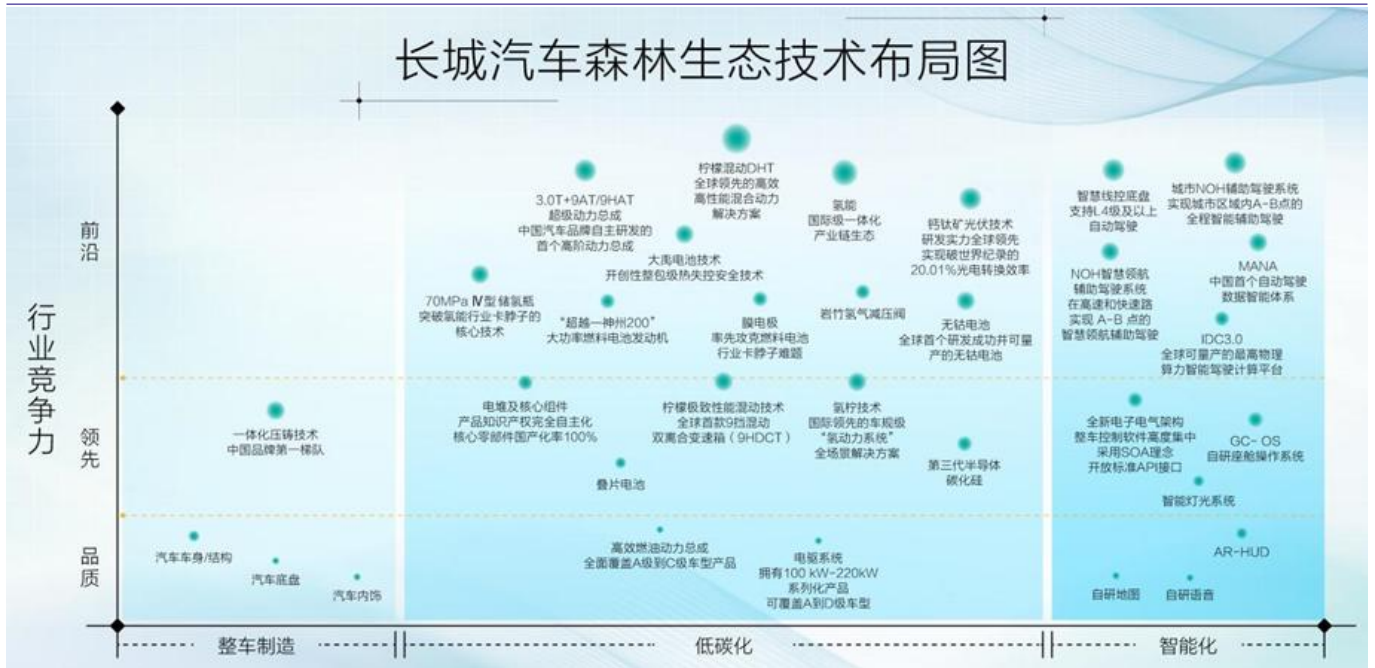 长城汽车森林生态技术布局图
行业竞争力
前沿
领先
品质
柠檬混动DHT
全球领先的高效
高性能混合动力
解决方案
3.0T+9AT/9HAT
超级动力总成
中国汽车品牌自主研发的
首个高阶动力总成
氢能
国际级一体化
产业链生态
钙钛矿光伏技术
研发实力全球领先
实现破世界纪录的
20.01%光电转换效率
大禹电池技术
开创性整包级热失控安全技术
70MPa Ⅳ型储氢瓶
突破氢能行业卡脖子的
核心技术
“超越—神州200”
大功率燃料电池发动机
膜电极
率先攻克燃料电池
行业卡脖子难题
岩竹氢气减压阀
无钴电池
全球首个研发成功并可量
产的无钴电池
智慧线控底盘
支持L4级及以上
自动驾驶
城市NOH辅助驾驶系统
实现城市区域内A-B点的
全程智能辅助驾驶
NOH智慧领航
辅助驾驶系统
在高速和快速路
实现 A-B 点的
智慧领航辅助驾驶
MANA
中国首个自动驾驶
数据智能体系
IDC3.0
全球可量产的最高物理
算力智能驾驶计算平台
一体化压铸技术
中国品牌第一梯队
电堆及核心组件
产品知识产权完全自主化
核心零部件国产化率100%
柠檬极致性能混动技术
全球首款9挡混动
双离合变速箱（9HDCT）
氢柠技术
国际领先的车规级
“氢动力系统”
全场景解决方案
叠片电池
第三代半导体
碳化硅
全新电子电气架构
整车控制软件高度集中
采用SOA理念
开放标准API接口
GC- OS
自研座舱操作系统
智能灯光系统
汽车车身/结构
汽车底盘
汽车内饰
高效燃油动力总成
全面覆盖A级到C级车型产品
电驱系统
拥有100 kW-220kW
系列化产品
可覆盖A到D级车型
AR-HUD
自研地图
自研语音
整车制造
低碳化
智能化